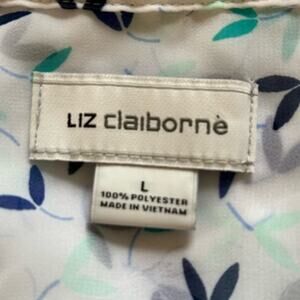 LIZ claiborne
L
100% POLYESTER
MADE IN VIETNAM